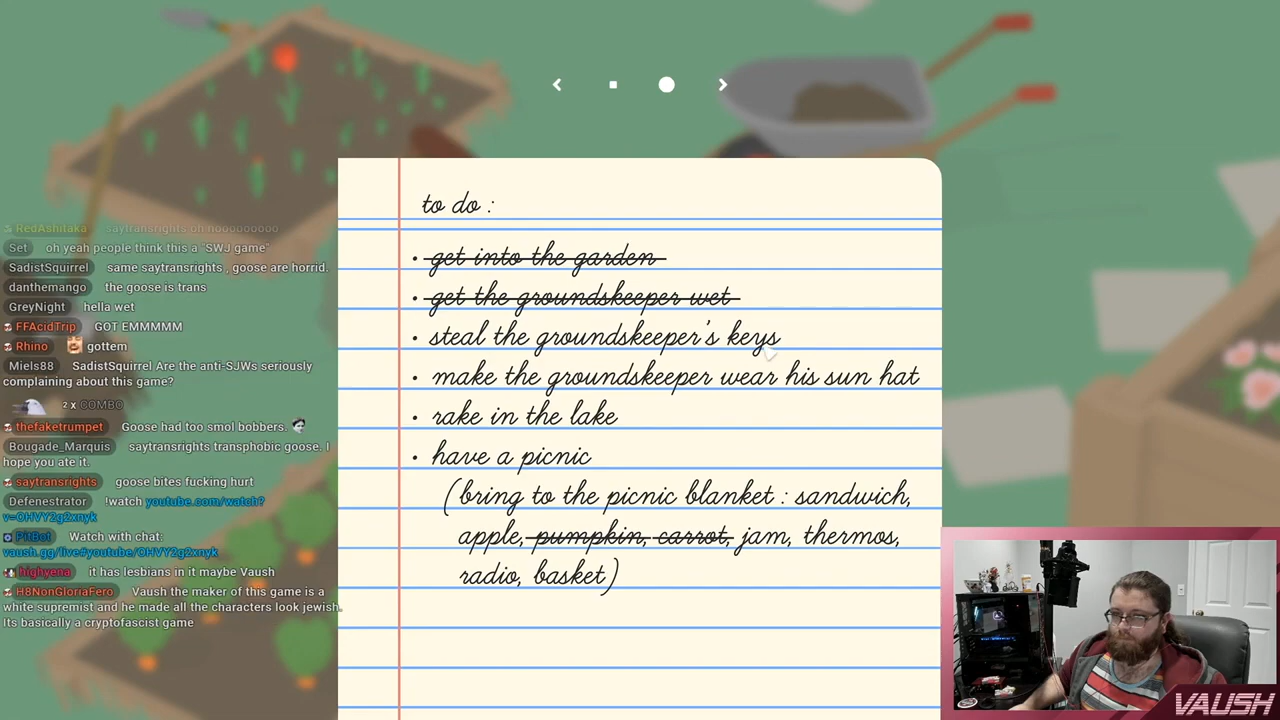 to do :
get into the garden
get the groundskeeper wet
steal the groundskeeper's keys
make the groundskeeper wear his sun hat
rake in the lake
have a picnic
(bring to the picnic blanket : sandwich,
apple, pumpkin, carrot, jam, thermos,
radio, basket)
RedAshitaka saytransrights oh nooooooooo
Set oh yeah people think this a "SWJ game"
SadistSquirrel same saytransrights , goose are horrid.
danthemango the goose is trans
GreyNight hella wet
FFAcidTrip GOT EMMMMM
Rhino gottem
Miels88 SadistSquirrel Are the anti-SJWs seriously
complaining about this game?
2 x COMBO
thefaketrumpet Goose had too smol bobbers.
Bougade_Marquis saytransrights transphobic goose. I
hope you ate it.
saytransrights goose bites fucking hurt
Defenestrator !watch youtube.com/watch?
v=OHVY2g2xnyk
PitBot Watch with chat:
vaush.gg/live#youtube/OHVY2g2xnyk
highyena it has lesbians in it maybe Vaush
H8NonGloriaFero Vaush the maker of this game is a
white supremist and he made all the characters look jewish.
Its basically a cryptofascist game
VAUSH